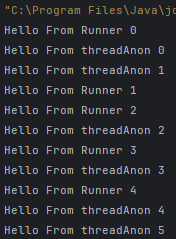 "C:\Program Files\Java\j
Hello From Runner 0
Hello From threadAnon 0
Hello From threadAnon 1
Hello From Runner 1
Hello From Runner 2
Hello From threadAnon 2
Hello From Runner 3
Hello From threadAnon 3
Hello From Runner 4
Hello From threadAnon 4
Hello From threadAnon 5